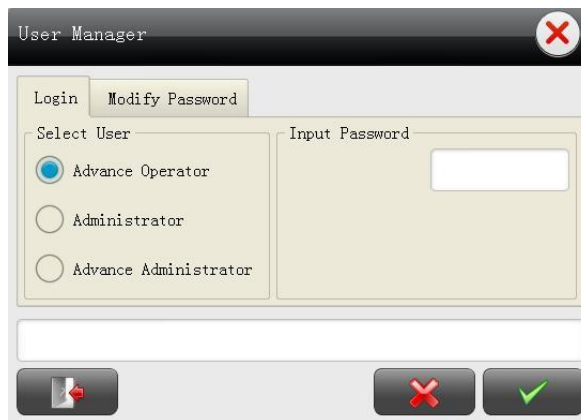 User Manager
Login Modify Password
Select User Input Password
Advance Operator
Administrator
Advance Administrator